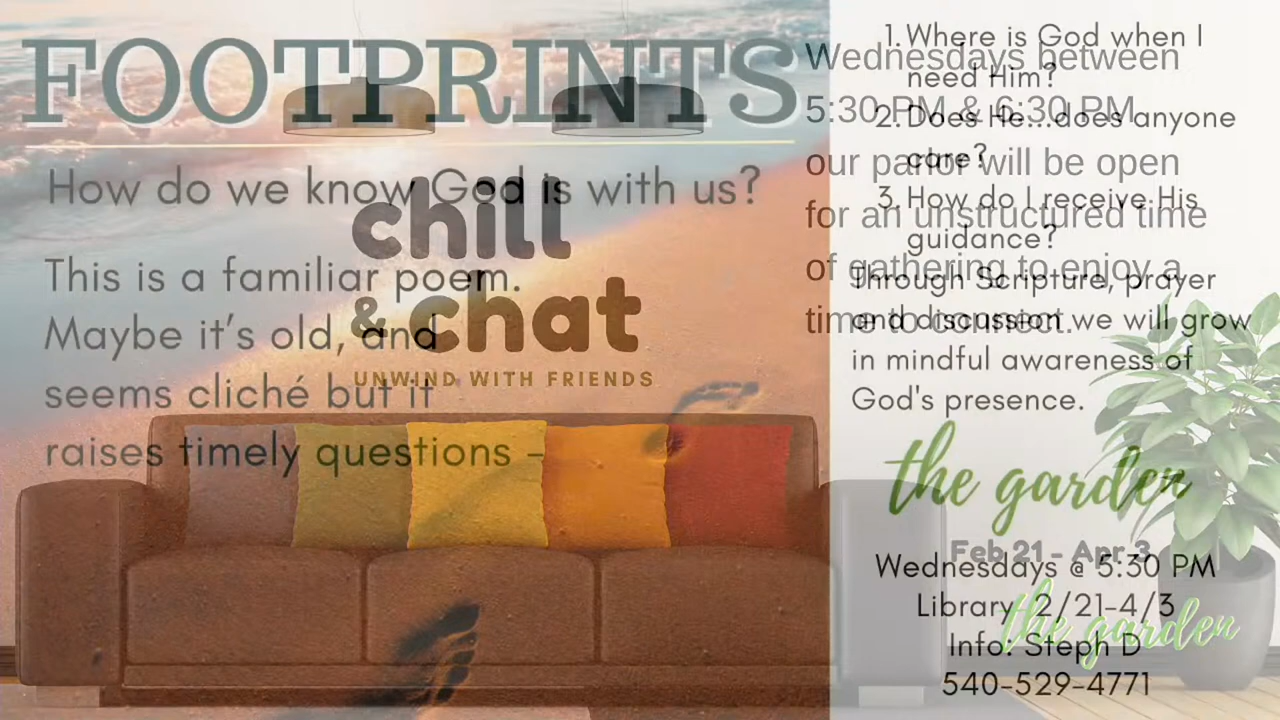 FOOTPRINTS
How do we know God is with us?
This is a familiar poem.
Maybe it's old, and
seems cliché but it
raises timely questions -
chill
& chat
UNWIND WITH FRIENDS
Wednesdays between
5:30 PM & 6:30 PM
our parlor will be open
for an unstructured time
of gathering to enjoy a
time to connect.
1. Where is God when I
need Him?
2. Does He...does anyone
care?
3. How do I receive His
guidance?
Through Scripture, prayer
and discussion we will grow
in mindful awareness of
God's presence.
the garden
Feb 21 - Apr 3
Wednesdays @ 5:30 PM
Library 2/21-4/3
Info: Steph D
540-529-4771
the garden